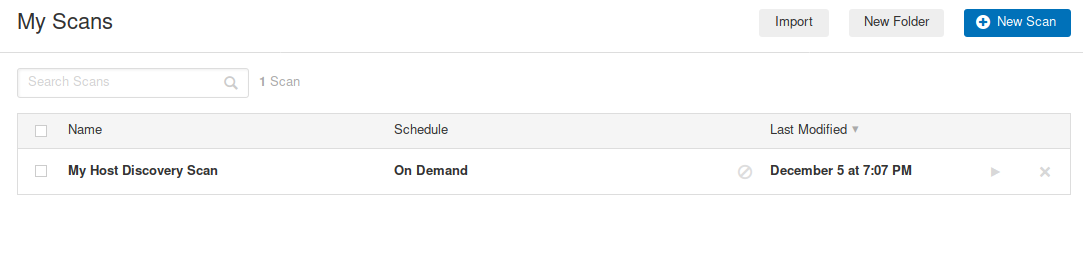 My Scans
Import
New Folder
New Scan
Search Scans
1 Scan
Name Schedule Last Modified
My Host Discovery Scan On Demand December 5 at 7:07 PM